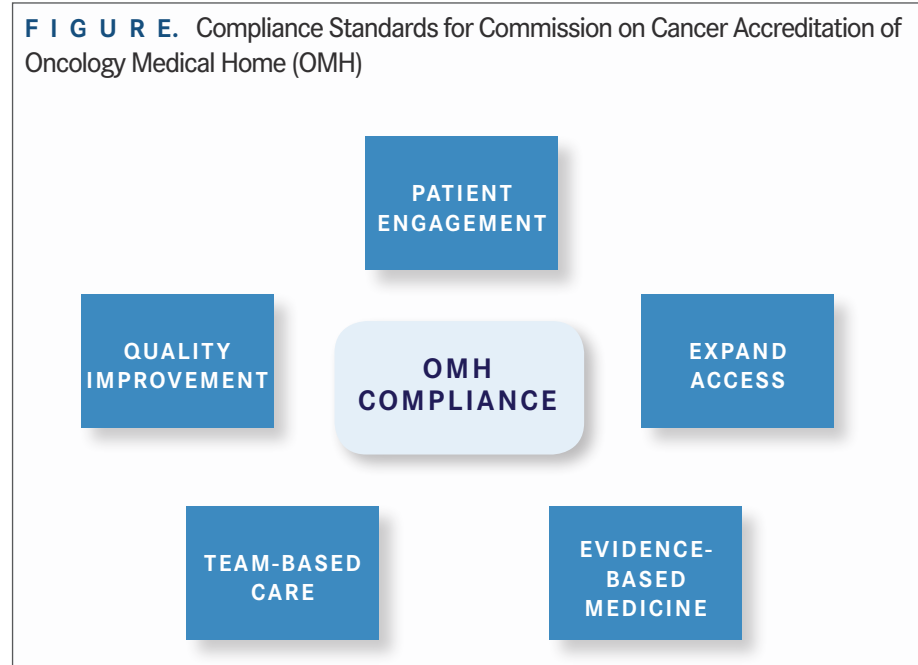 FIGURE. Compliance Standards for Commission on Cancer Accreditation of
Oncology Medical Home (OMH)
PATIENT
ENGAGEMENT
QUALITY
IMPROVEMENT
OMH
COMPLIANCE
EXPAND
ACCESS
TEAM-BASED
CARE
EVIDENCE-
BASED
MEDICINE